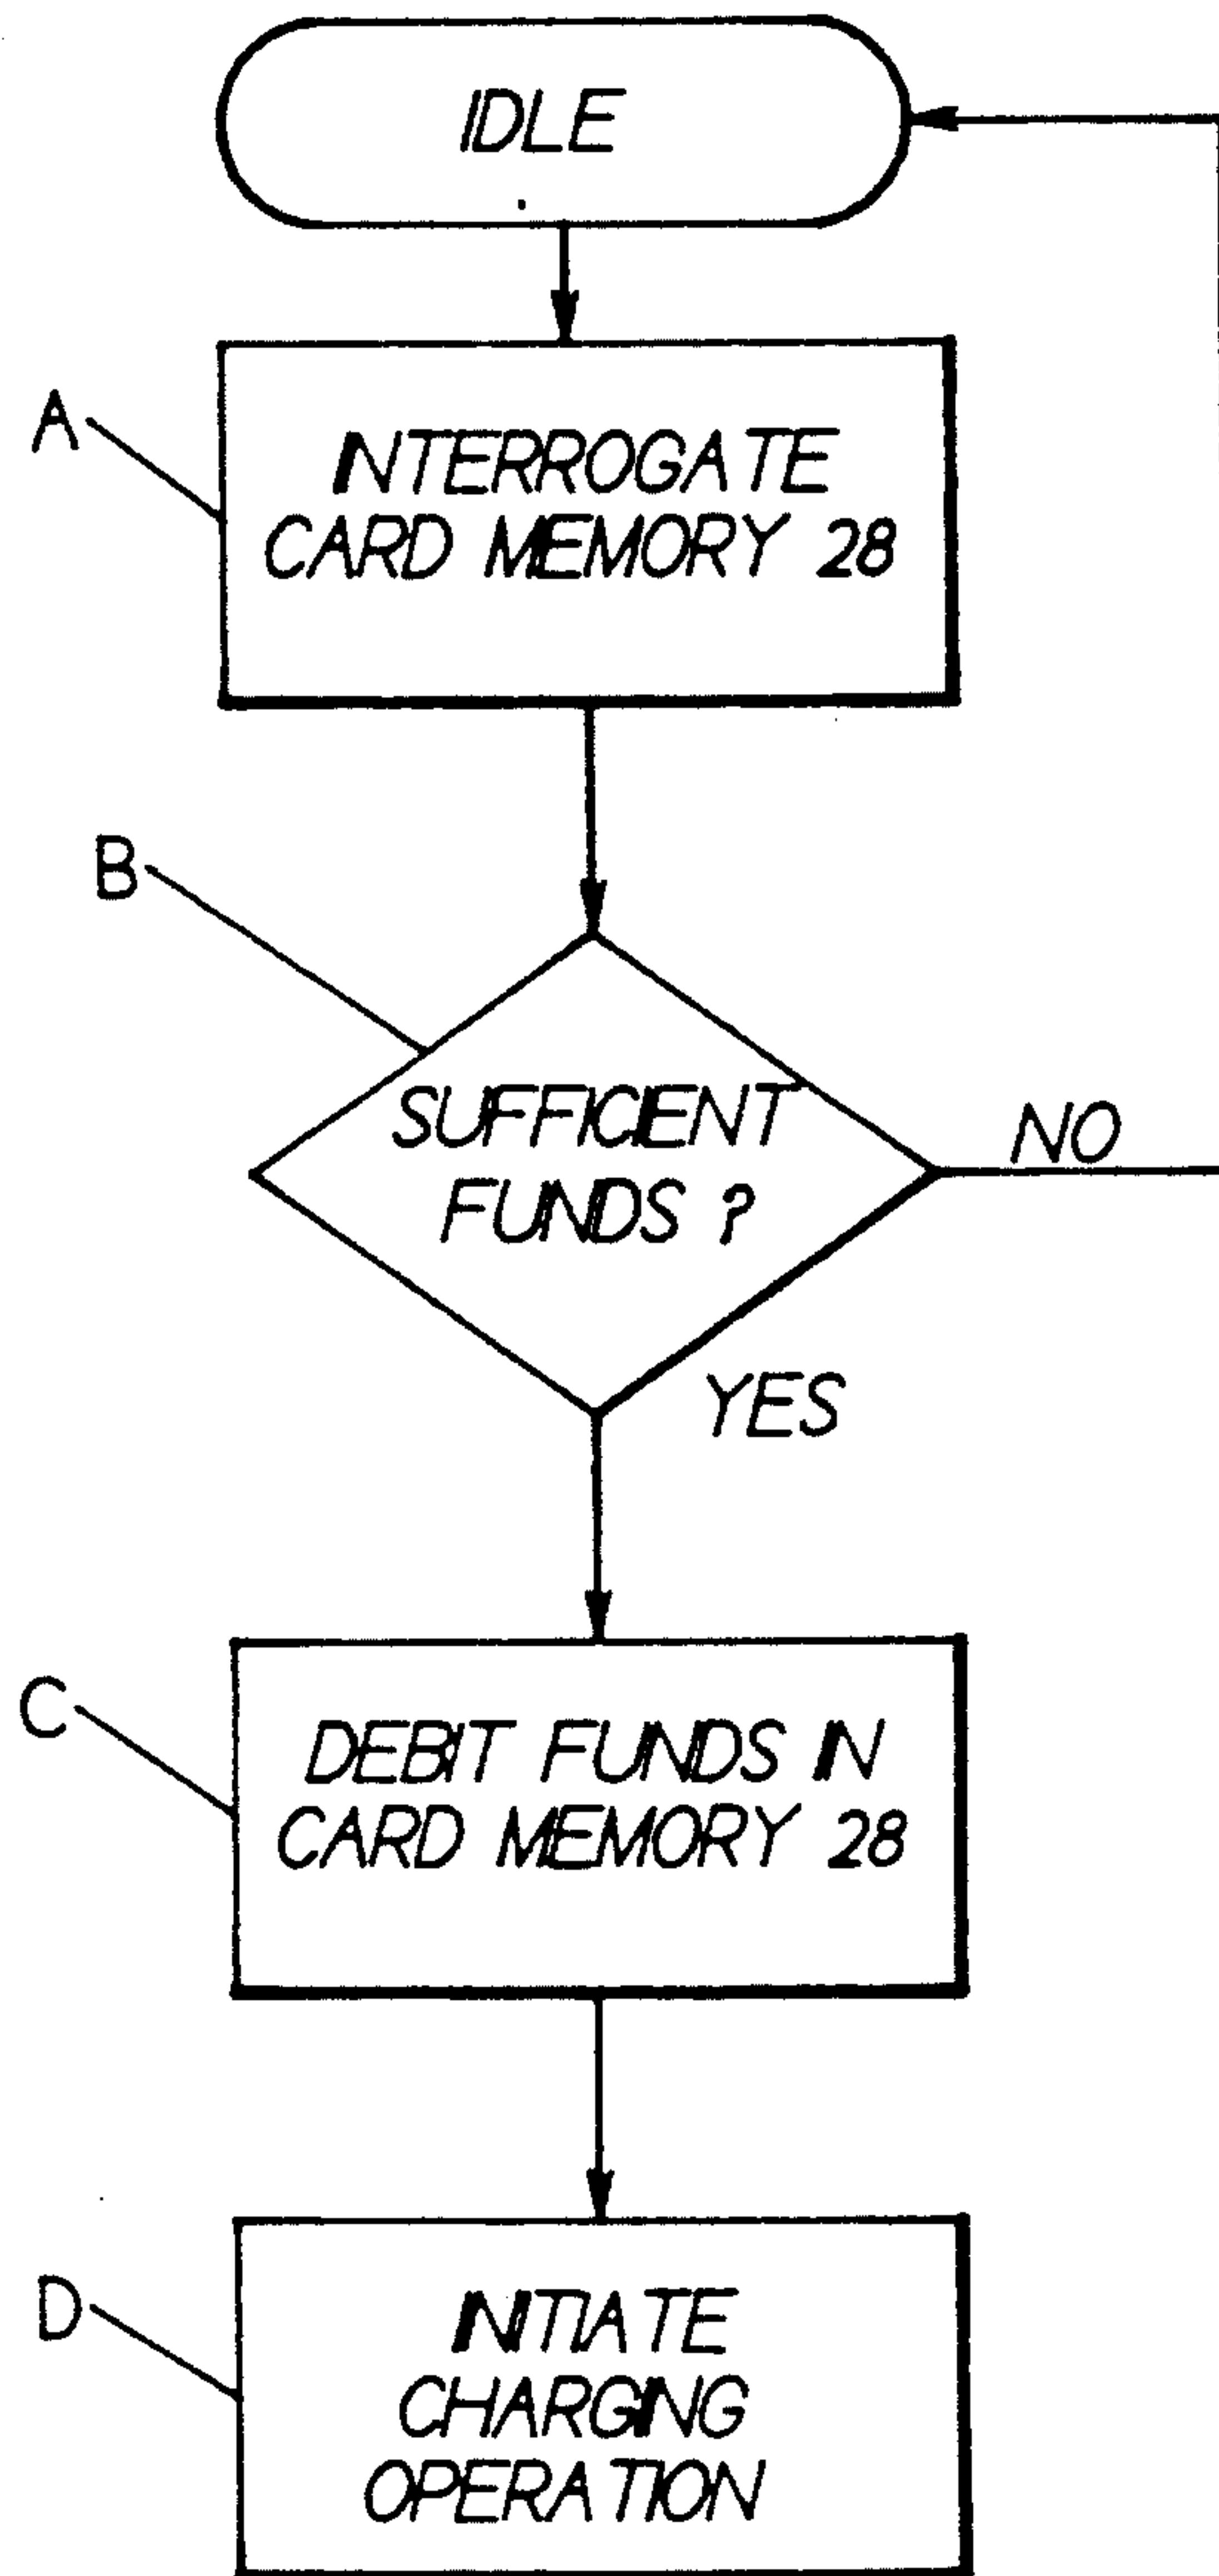 IDLE
A
INTERROGATE
CARD MEMORY 28
B
SUFFICIENT
FUNDS ?
NO
YES
C
DEBIT FUNDS IN
CARD MEMORY 28
D
INITIATE
CHARGING
OPERATION